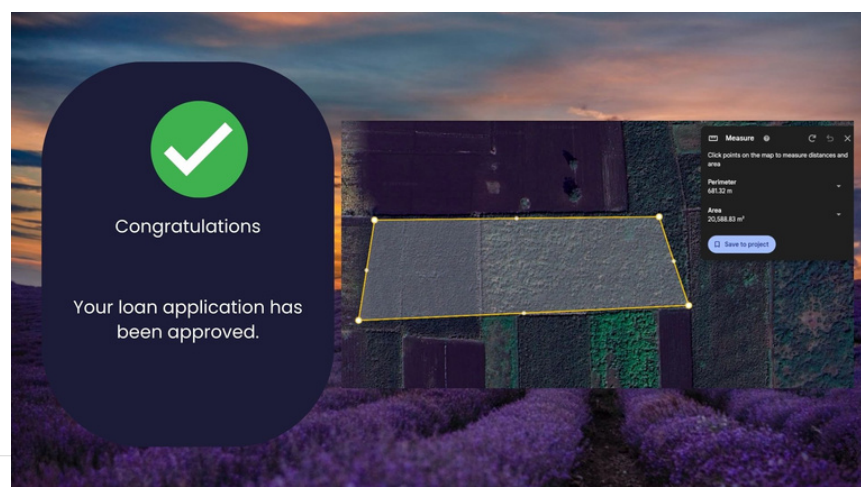 Congratulations
Your loan application has
been approved.
Measure
Click points on the map to measure distances and
area
Perimeter
681.32 m
Area
20,588.83 m²
Save to project